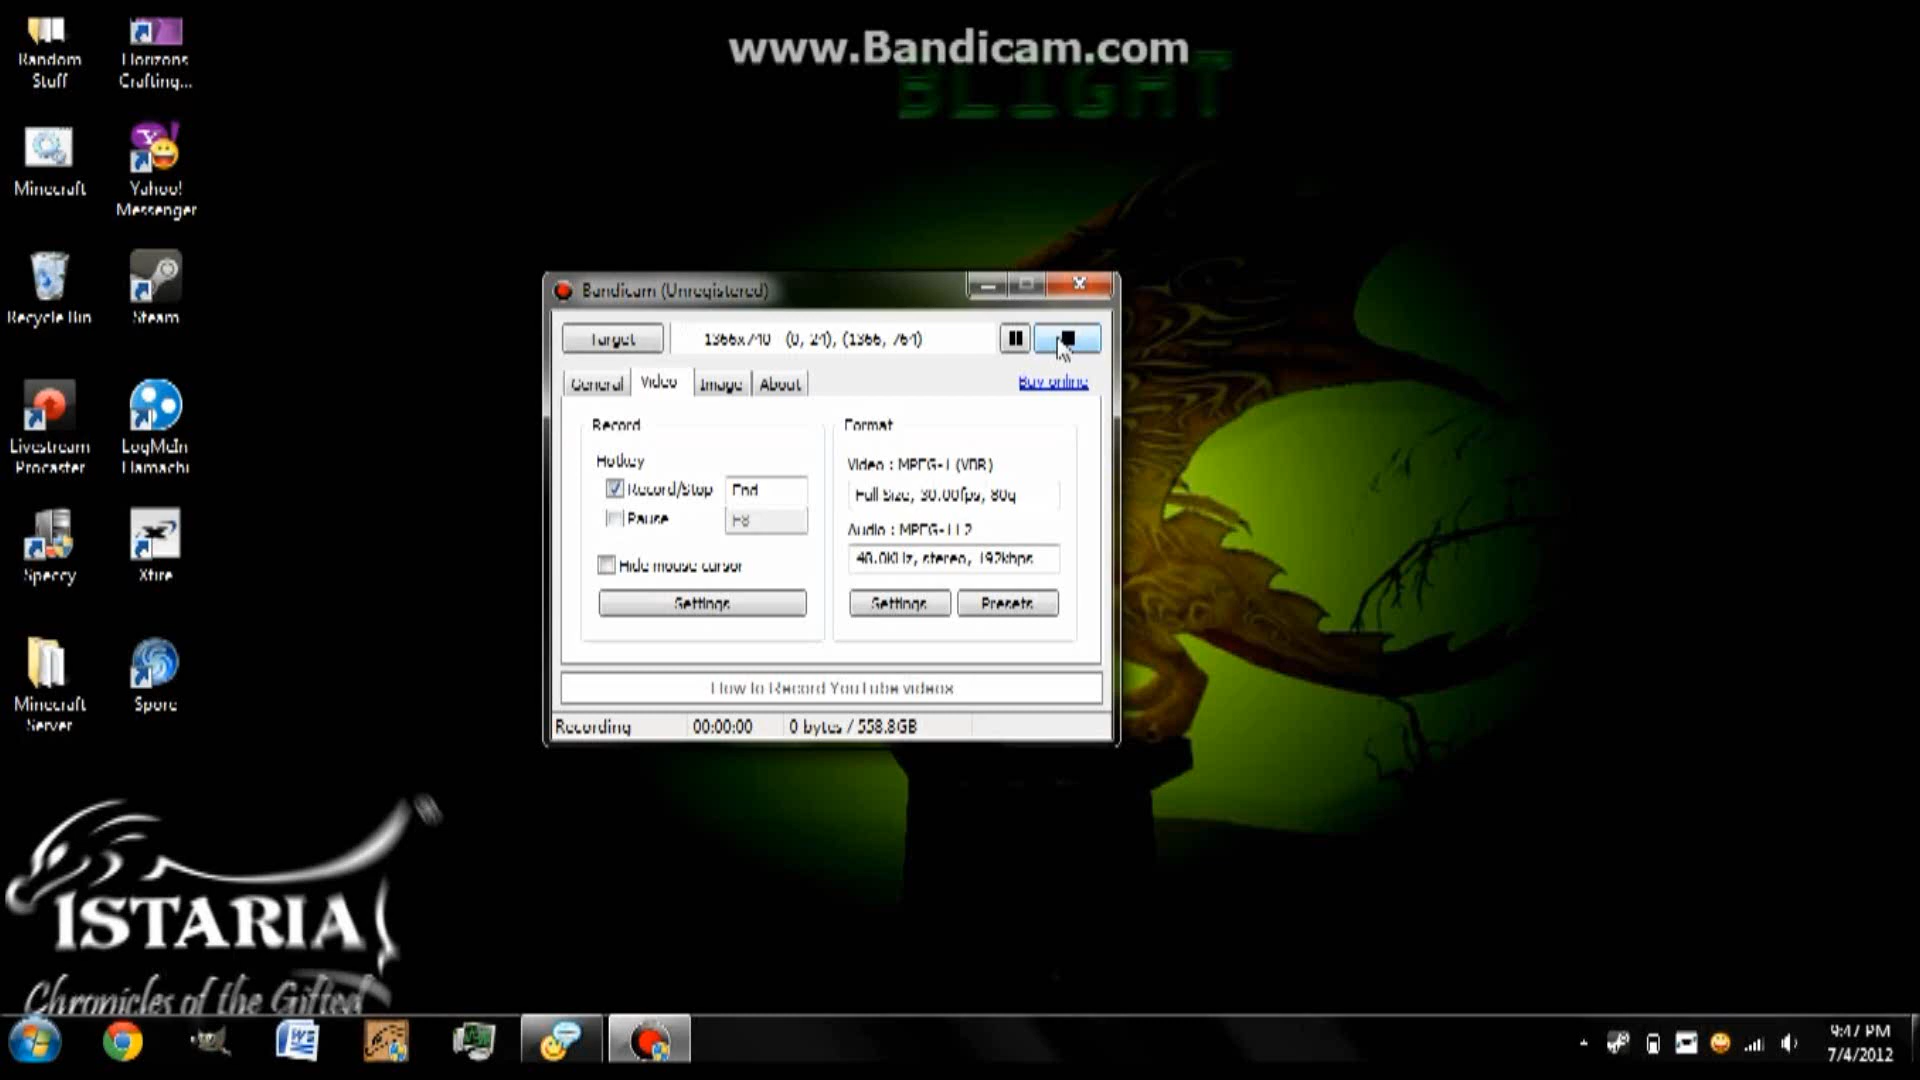 www.Bandicam.com
BLIGHT
Random
Stuff
Horizons
Crafting...
Minecraft
Yahoo!
Messenger
Recycle Bin
Steam
Livestream
Procaster
LogMeIn
Hamachi
Speccy
Xfire
Minecraft
Server
Spore
Bandicam (Unregistered)
Target
1366x740 (0, 24), (1366, 764)
General
Video
Image
About
Buy online
Record
Hotkey
Record/Stop
End
Pause
F8
Hide mouse cursor
Settings
Format
Video : MPEG-1 (VBR)
Full Size, 30.00fps, 80q
Audio : MPEG-1 L2
48.0KHz, stereo, 192kbps
Settings
Presets
How to Record YouTube videos
Recording
00:00:00
0 bytes / 558.8GB
ISTARIA
Chronicles of the Gifted
9:47 PM
7/4/2012